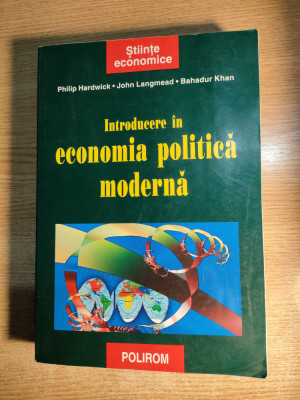 Științe
economice
Philip Hardwick • John Langmead • Bahadur Khan
Introducere în
economia politică
modernă
POLIROM